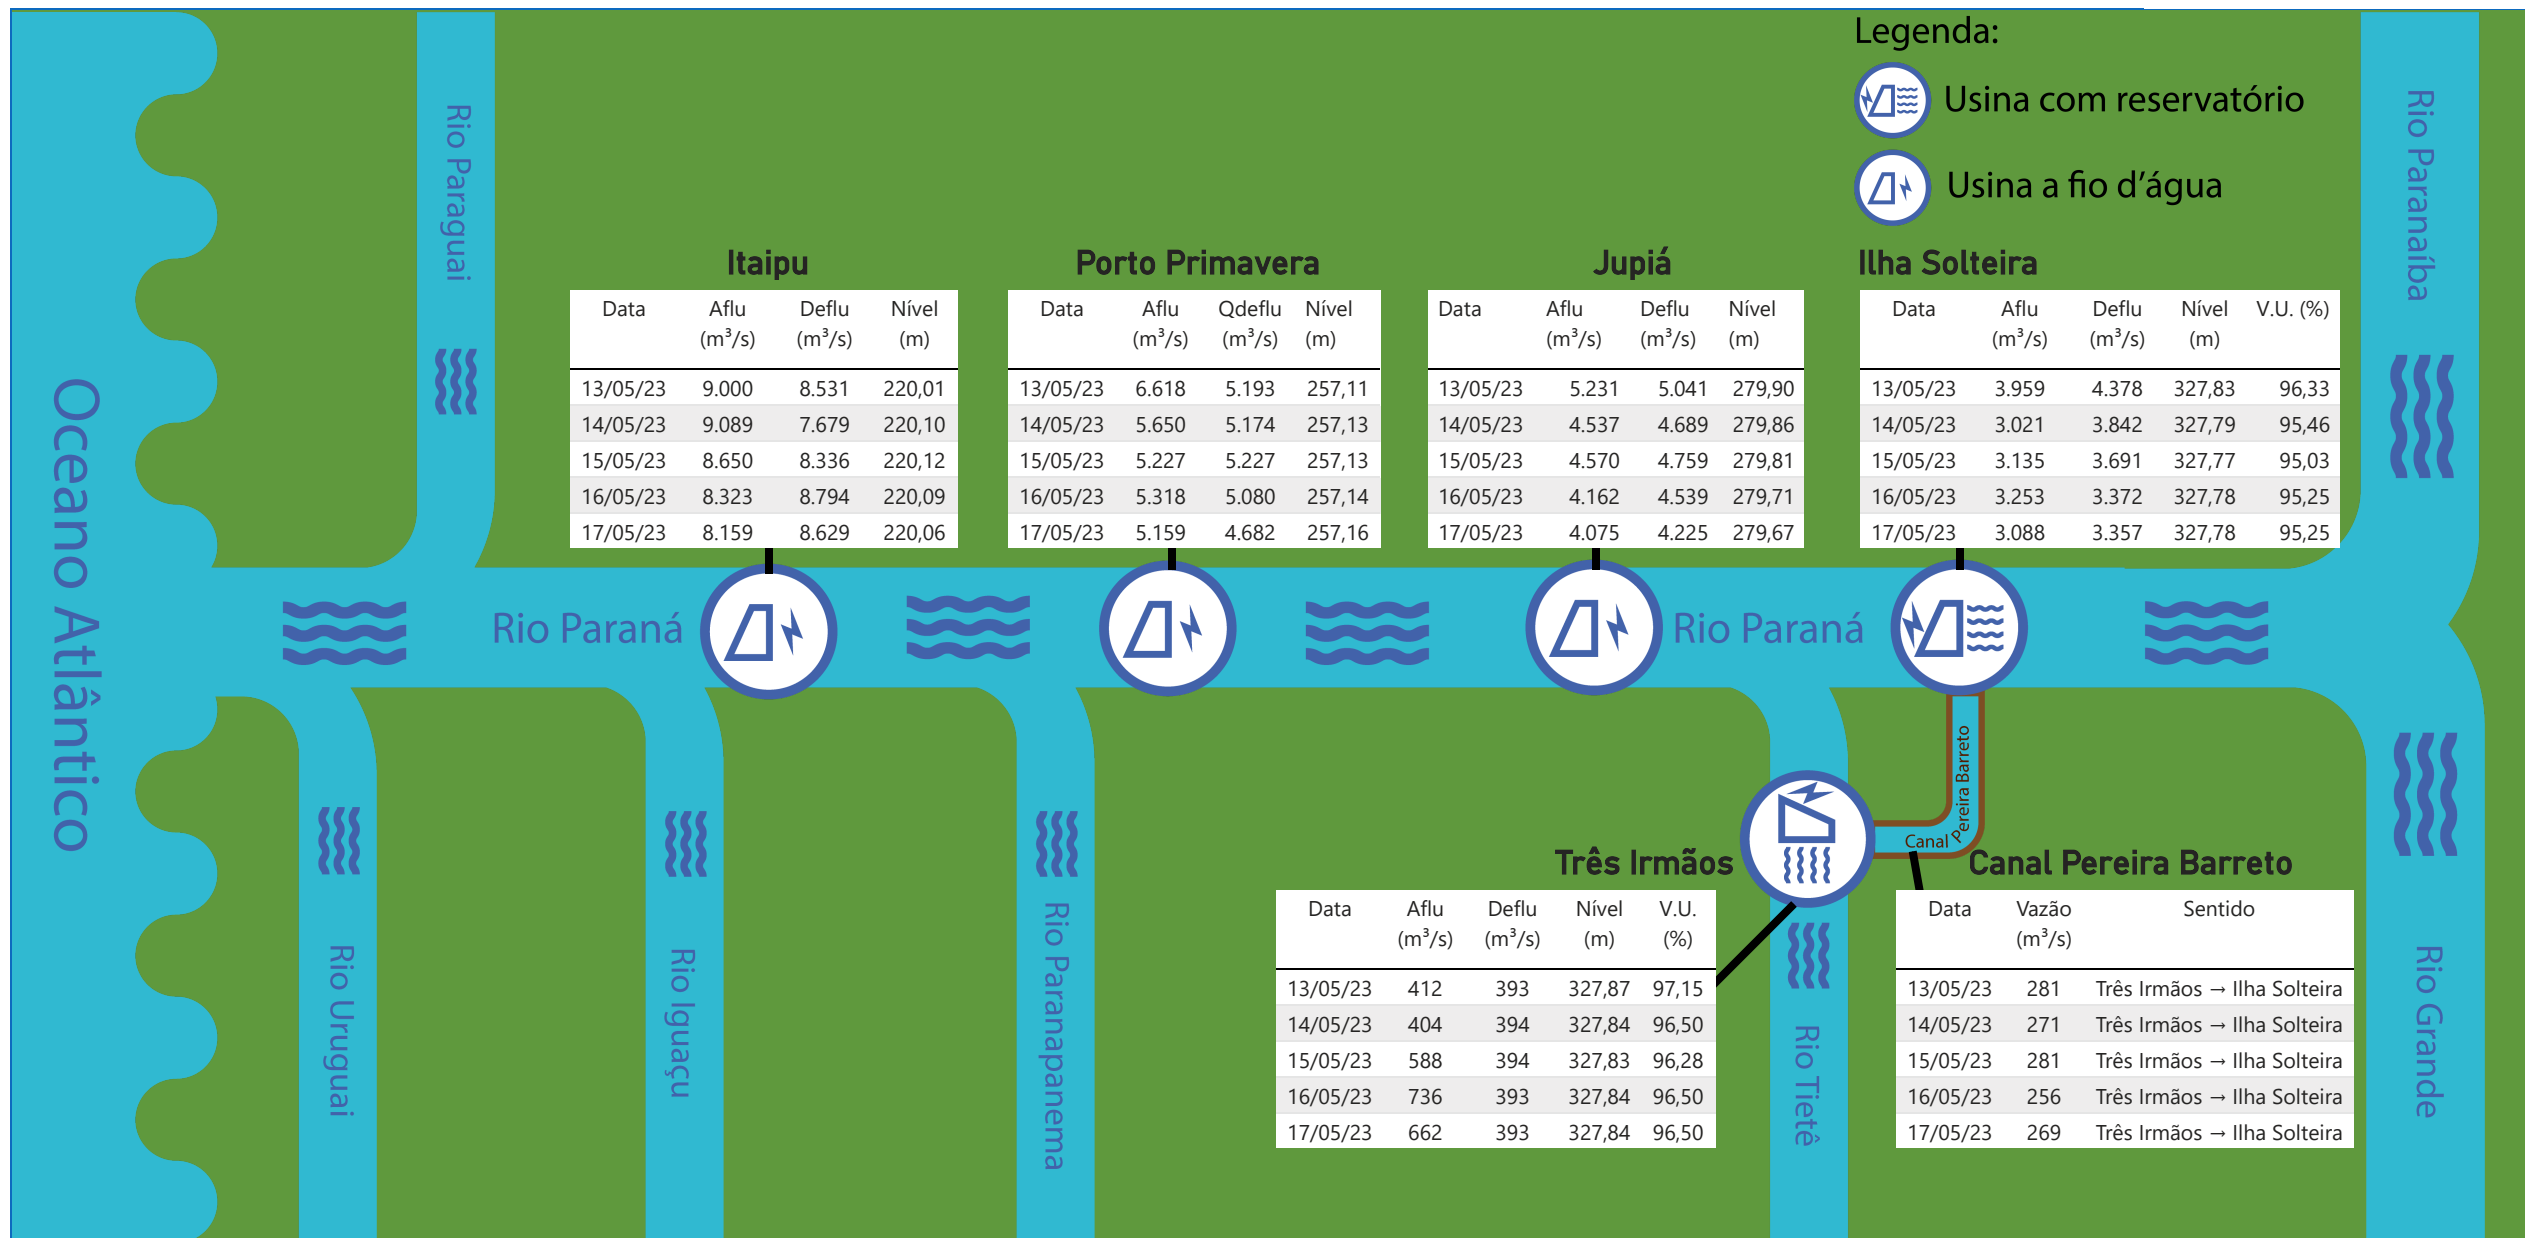 Legenda:
Usina com reservatório
Usina a fio d'água
Oceano Atlântico
Rio Paraguai
Rio Paranaíba
Itaipu
Data Aflu (m³/s) Deflu (m³/s) Nível (m)
13/05/23 9.000 8.531 220,01
14/05/23 9.089 7.679 220,10
15/05/23 8.650 8.336 220,12
16/05/23 8.323 8.794 220,09
17/05/23 8.159 8.629 220,06
Porto Primavera
Data Aflu (m³/s) Qdeflu (m³/s) Nível (m)
13/05/23 6.618 5.193 257,11
14/05/23 5.650 5.174 257,13
15/05/23 5.227 5.227 257,13
16/05/23 5.318 5.080 257,14
17/05/23 5.159 4.682 257,16
Jupiá
Data Aflu (m³/s) Deflu (m³/s) Nível (m)
13/05/23 5.231 5.041 279,90
14/05/23 4.537 4.689 279,86
15/05/23 4.570 4.759 279,81
16/05/23 4.162 4.539 279,71
17/05/23 4.075 4.225 279,67
Ilha Solteira
Data Aflu (m³/s) Deflu (m³/s) Nível (m) V.U. (%)
13/05/23 3.959 4.378 327,83 96,33
14/05/23 3.021 3.842 327,79 95,46
15/05/23 3.135 3.691 327,77 95,03
16/05/23 3.253 3.372 327,78 95,25
17/05/23 3.088 3.357 327,78 95,25
Rio Paraná
Rio Paraná
Canal Pereira Barreto
Três Irmãos
Data Aflu (m³/s) Deflu (m³/s) Nível (m) V.U. (%)
13/05/23 412 393 327,87 97,15
14/05/23 404 394 327,84 96,50
15/05/23 588 394 327,83 96,28
16/05/23 736 393 327,84 96,50
17/05/23 662 393 327,84 96,50
Canal Pereira Barreto
Data Vazão (m³/s) Sentido
13/05/23 281 Três Irmãos → Ilha Solteira
14/05/23 271 Três Irmãos → Ilha Solteira
15/05/23 281 Três Irmãos → Ilha Solteira
16/05/23 256 Três Irmãos → Ilha Solteira
17/05/23 269 Três Irmãos → Ilha Solteira
Rio Uruguai
Rio Iguaçu
Rio Paranapanema
Rio Tietê
Rio Grande